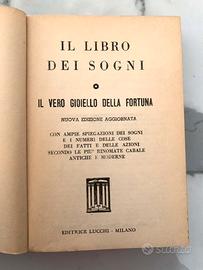 IL LIBRO
DEI SOGNI
IL VERO GIOIELLO DELLA FORTUNA
NUOVA EDIZIONE AGGIORNATA
CON AMPIE SPIEGAZIONI DEI SOGNI
E I NUMERI DELLE COSE
DEI FATTI E DELLE AZIONI
SECONDO LE PIU' RINOMATE CABALE
ANTICHE E MODERNE
EDITRICE LUCCHI - MILANO
subito